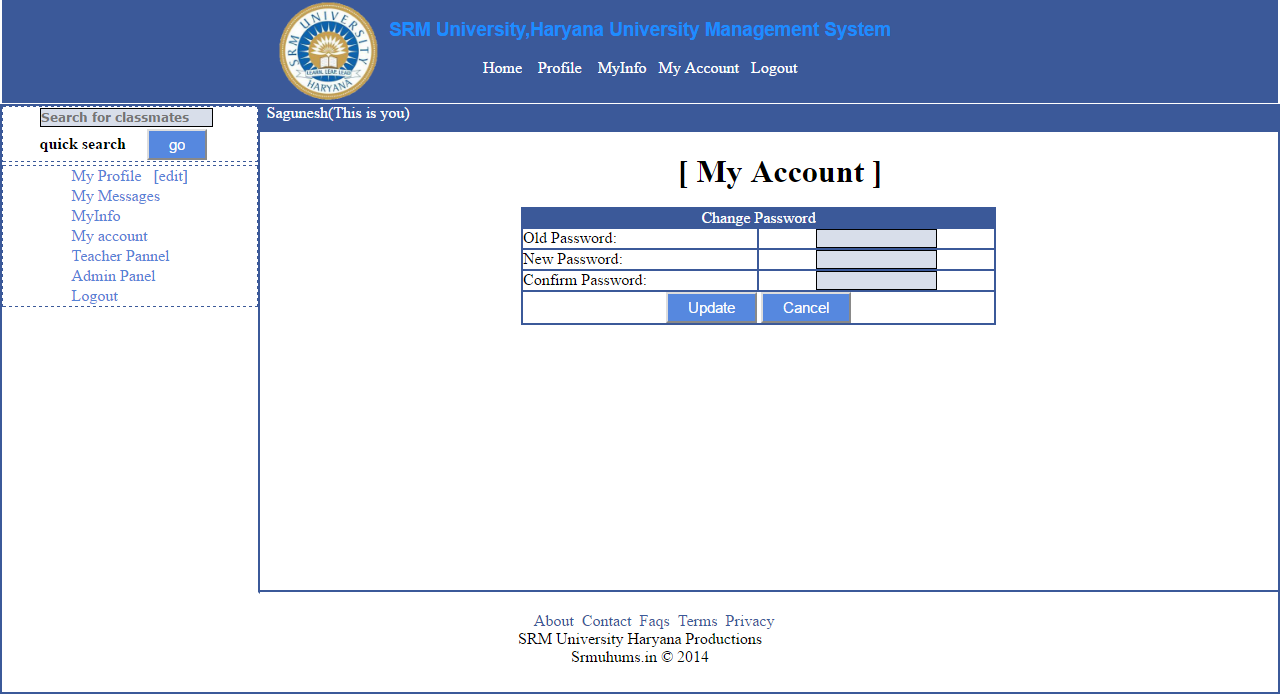 SRM UNIVERSITY
LEARN, LEAP, LEAD
HARYANA
SRM University,Haryana University Management System
Home Profile MyInfo My Account Logout
Search for classmates
quick search go
Sagunesh(This is you)
My Profile [edit]
My Messages
MyInfo
My account
Teacher Pannel
Admin Panel
Logout
[ My Account ]
Change Password
Old Password:
New Password:
Confirm Password:
Update Cancel
About Contact Faqs Terms Privacy
SRM University Haryana Productions
Srmuhums.in © 2014